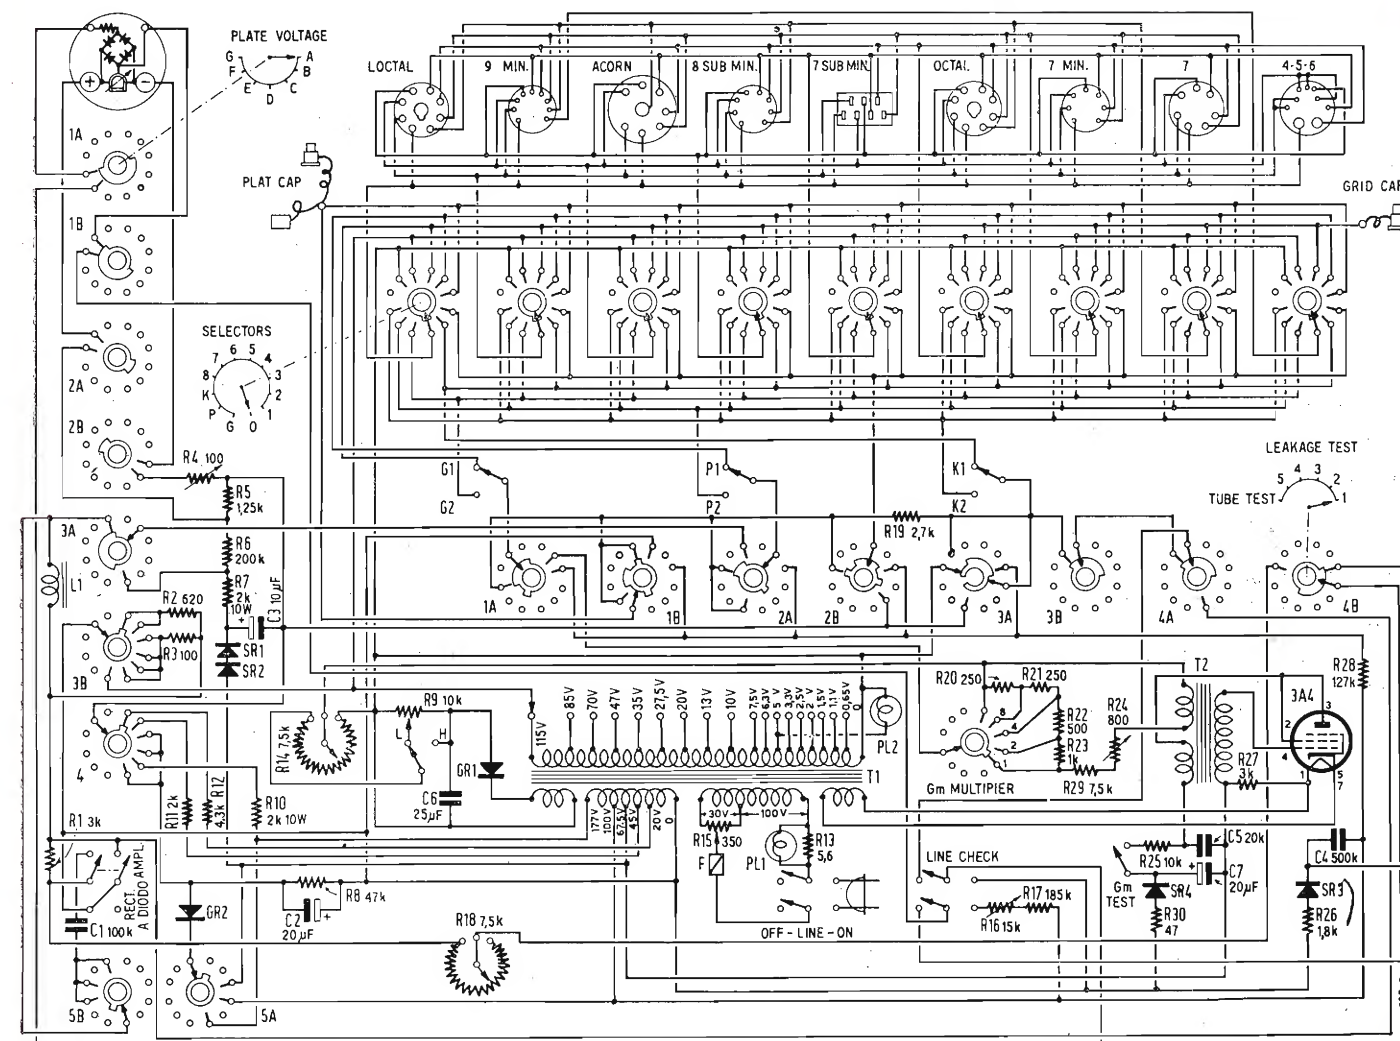 PLATE VOLTAGE
G A
F B
E C
D
LOCTAL 9 MIN. ACORN 8 SUB MIN. 7 SUB MIN. OCTAL 7 MIN. 7 4-5-6
+ −
1A
PLAT CAP
GRID CAP
1B
SELECTORS
6 5
7 4
8 3
K 2
P 1
G 0
2A
2B
R4 100
R5
1,25k
G1 P1 K1
G2 P2 K2
LEAKAGE TEST
5 4 3 2 1
TUBE TEST
3A
R6
200k
R7
2k
10W
C3 10µF
+
R19 2,7k
L1
R2 620
R3 100
SR1
SR2
3B
1A 1B 2A 2B 3A 3B 4A 4B
R28
127k
4
R14 7,5k
R9 10k
L H
GR1
C6
25µF
115V 85V 70V 47V 35V 27,5V 20V 13V 10V 7,5V 6,3V 5V 3,3V 2,5V 2V 1,5V 1,1V 0,65V 0
PL2
T1
177V 100V 67,5V 45V 20V 0
30V 100V
R15 350
F
PL1
R13
5,6
R20 250 R21 250
8
4
2
1
R22
500
R23
1k
R24
800
R29 7,5k
Gm MULTIPIER
T2
3A4
3
2
4
1 5
7
R27
3k
R1 3k
R11 2k
R12
4,3k
R10
2k 10W
RECT. AMPL.
A DIODO
C1 100k
GR2
R8 47k
C2
20µF
+
R18 7,5k
OFF-LINE-ON
LINE CHECK
R16 15k
R17 185k
Gm
TEST
R25 10k
C5 20k
+
C7
20µF
SR4
R30
47
C4 500k
SR3
R26
1,8k
5B
5A